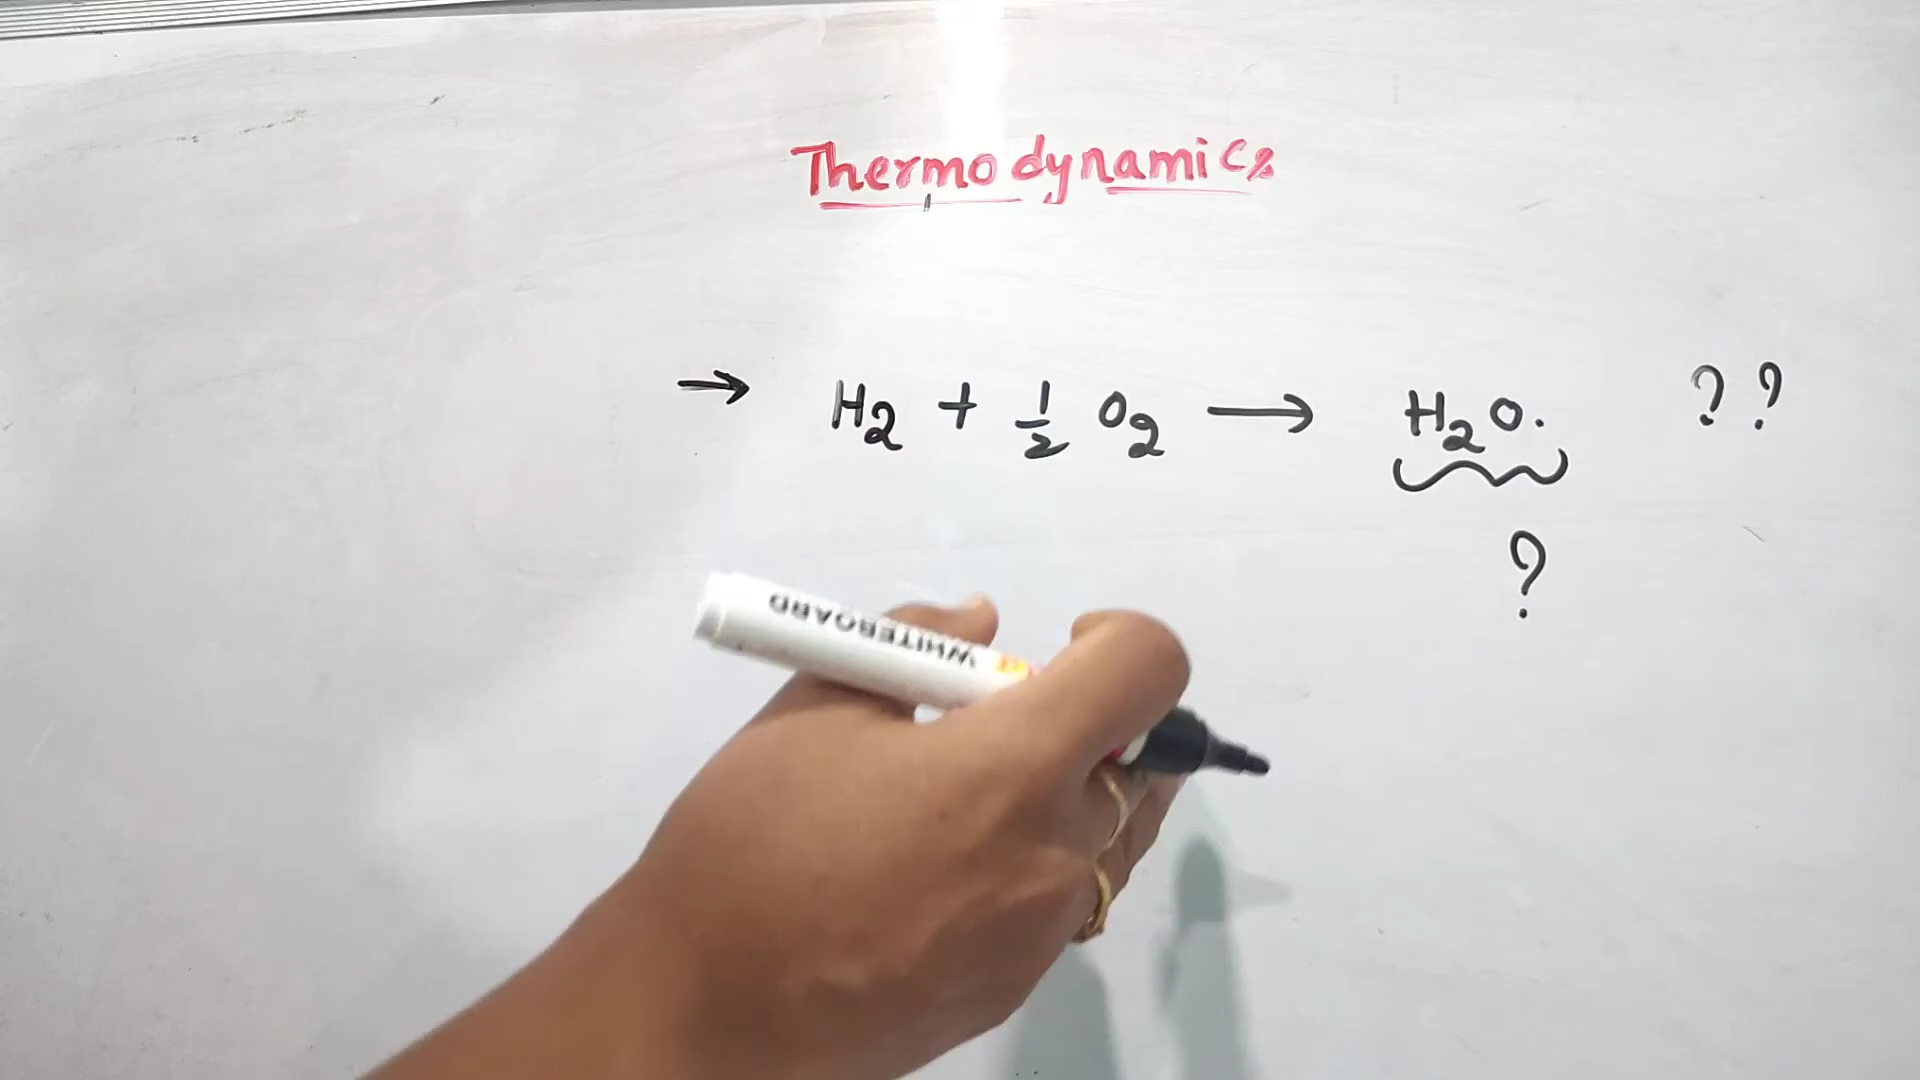 Thermodynamics
→ H2 + 1/2 O2 ⟶ H2O. ??
?
WHITEBOARD